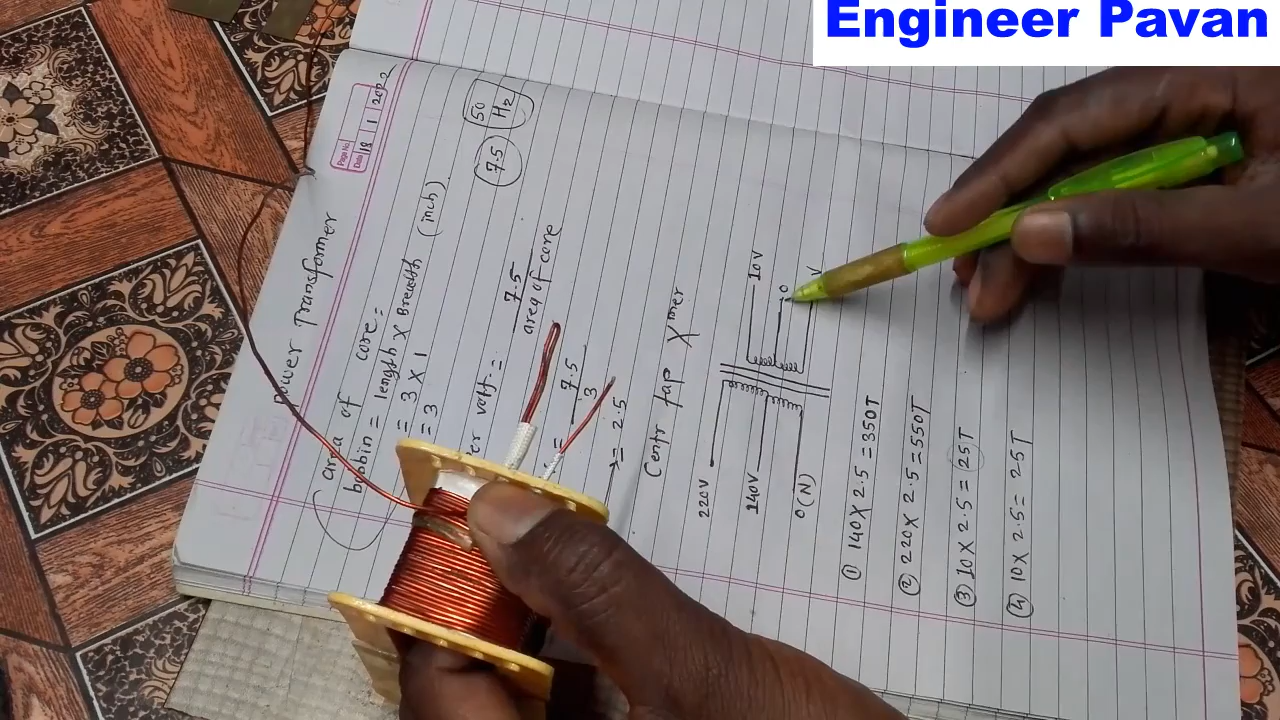 Engineer Pavan
Page No.
Date 18 1 2022
Power Transformer
area of core =
bobbin = length X Breadth (inch)
= 3 X 1
= 3
volt = 7.5
area of core
7.5
50
Hz
= 7.5
3
= 2.5
Centr tap Xmer
220V
140V
0(N)
10V
0
V
① 140 X 2.5 = 350T
② 220 X 2.5 = 550T
③ 10 X 2.5 = 25T
④ 10 X 2.5 = 25T